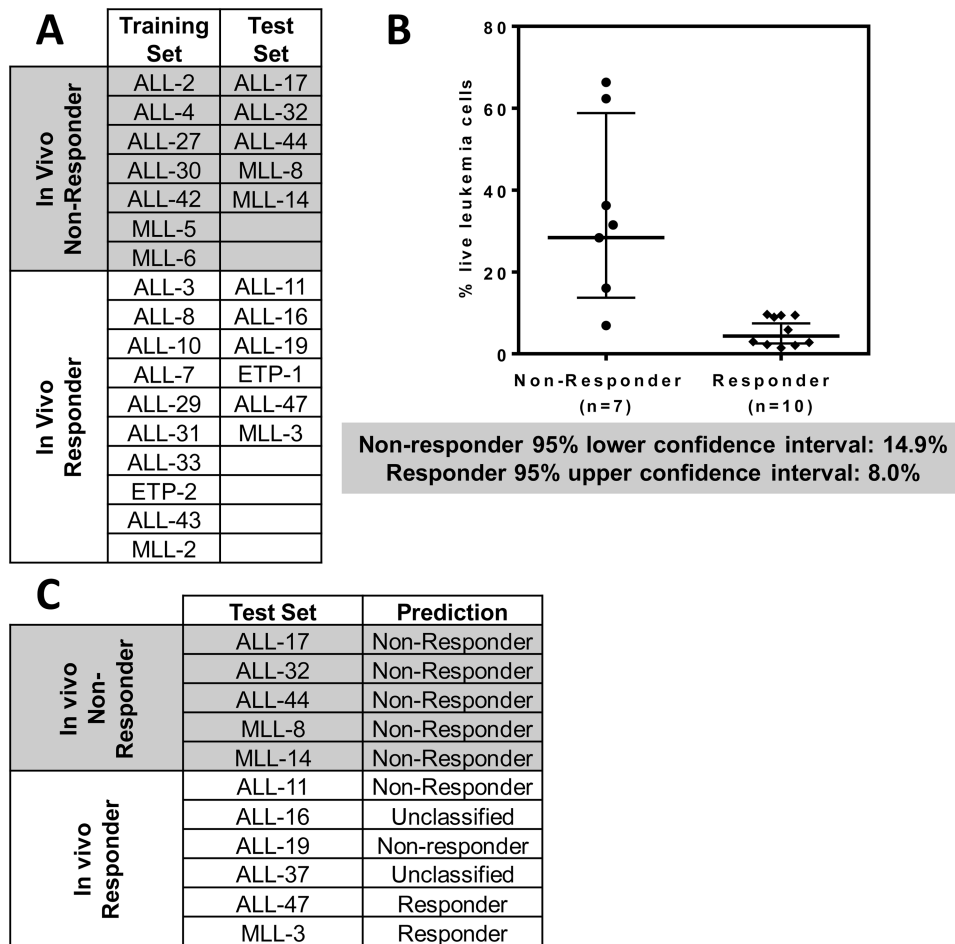 A
Training Set
Test Set
In Vivo Non-Responder
ALL-2 ALL-17
ALL-4 ALL-32
ALL-27 ALL-44
ALL-30 MLL-8
ALL-42 MLL-14
MLL-5
MLL-6
In Vivo Responder
ALL-3 ALL-11
ALL-8 ALL-16
ALL-10 ALL-19
ALL-7 ETP-1
ALL-29 ALL-47
ALL-31 MLL-3
ALL-33
ETP-2
ALL-43
MLL-2
B
% live leukemia cells
80
60
40
20
0
Non-Responder Responder
(n=7) (n=10)
Non-responder 95% lower confidence interval: 14.9%
Responder 95% upper confidence interval: 8.0%
C
Test Set Prediction
In vivo Non-Responder
ALL-17 Non-Responder
ALL-32 Non-Responder
ALL-44 Non-Responder
MLL-8 Non-Responder
MLL-14 Non-Responder
In vivo Responder
ALL-11 Non-Responder
ALL-16 Unclassified
ALL-19 Non-responder
ALL-37 Unclassified
ALL-47 Responder
MLL-3 Responder